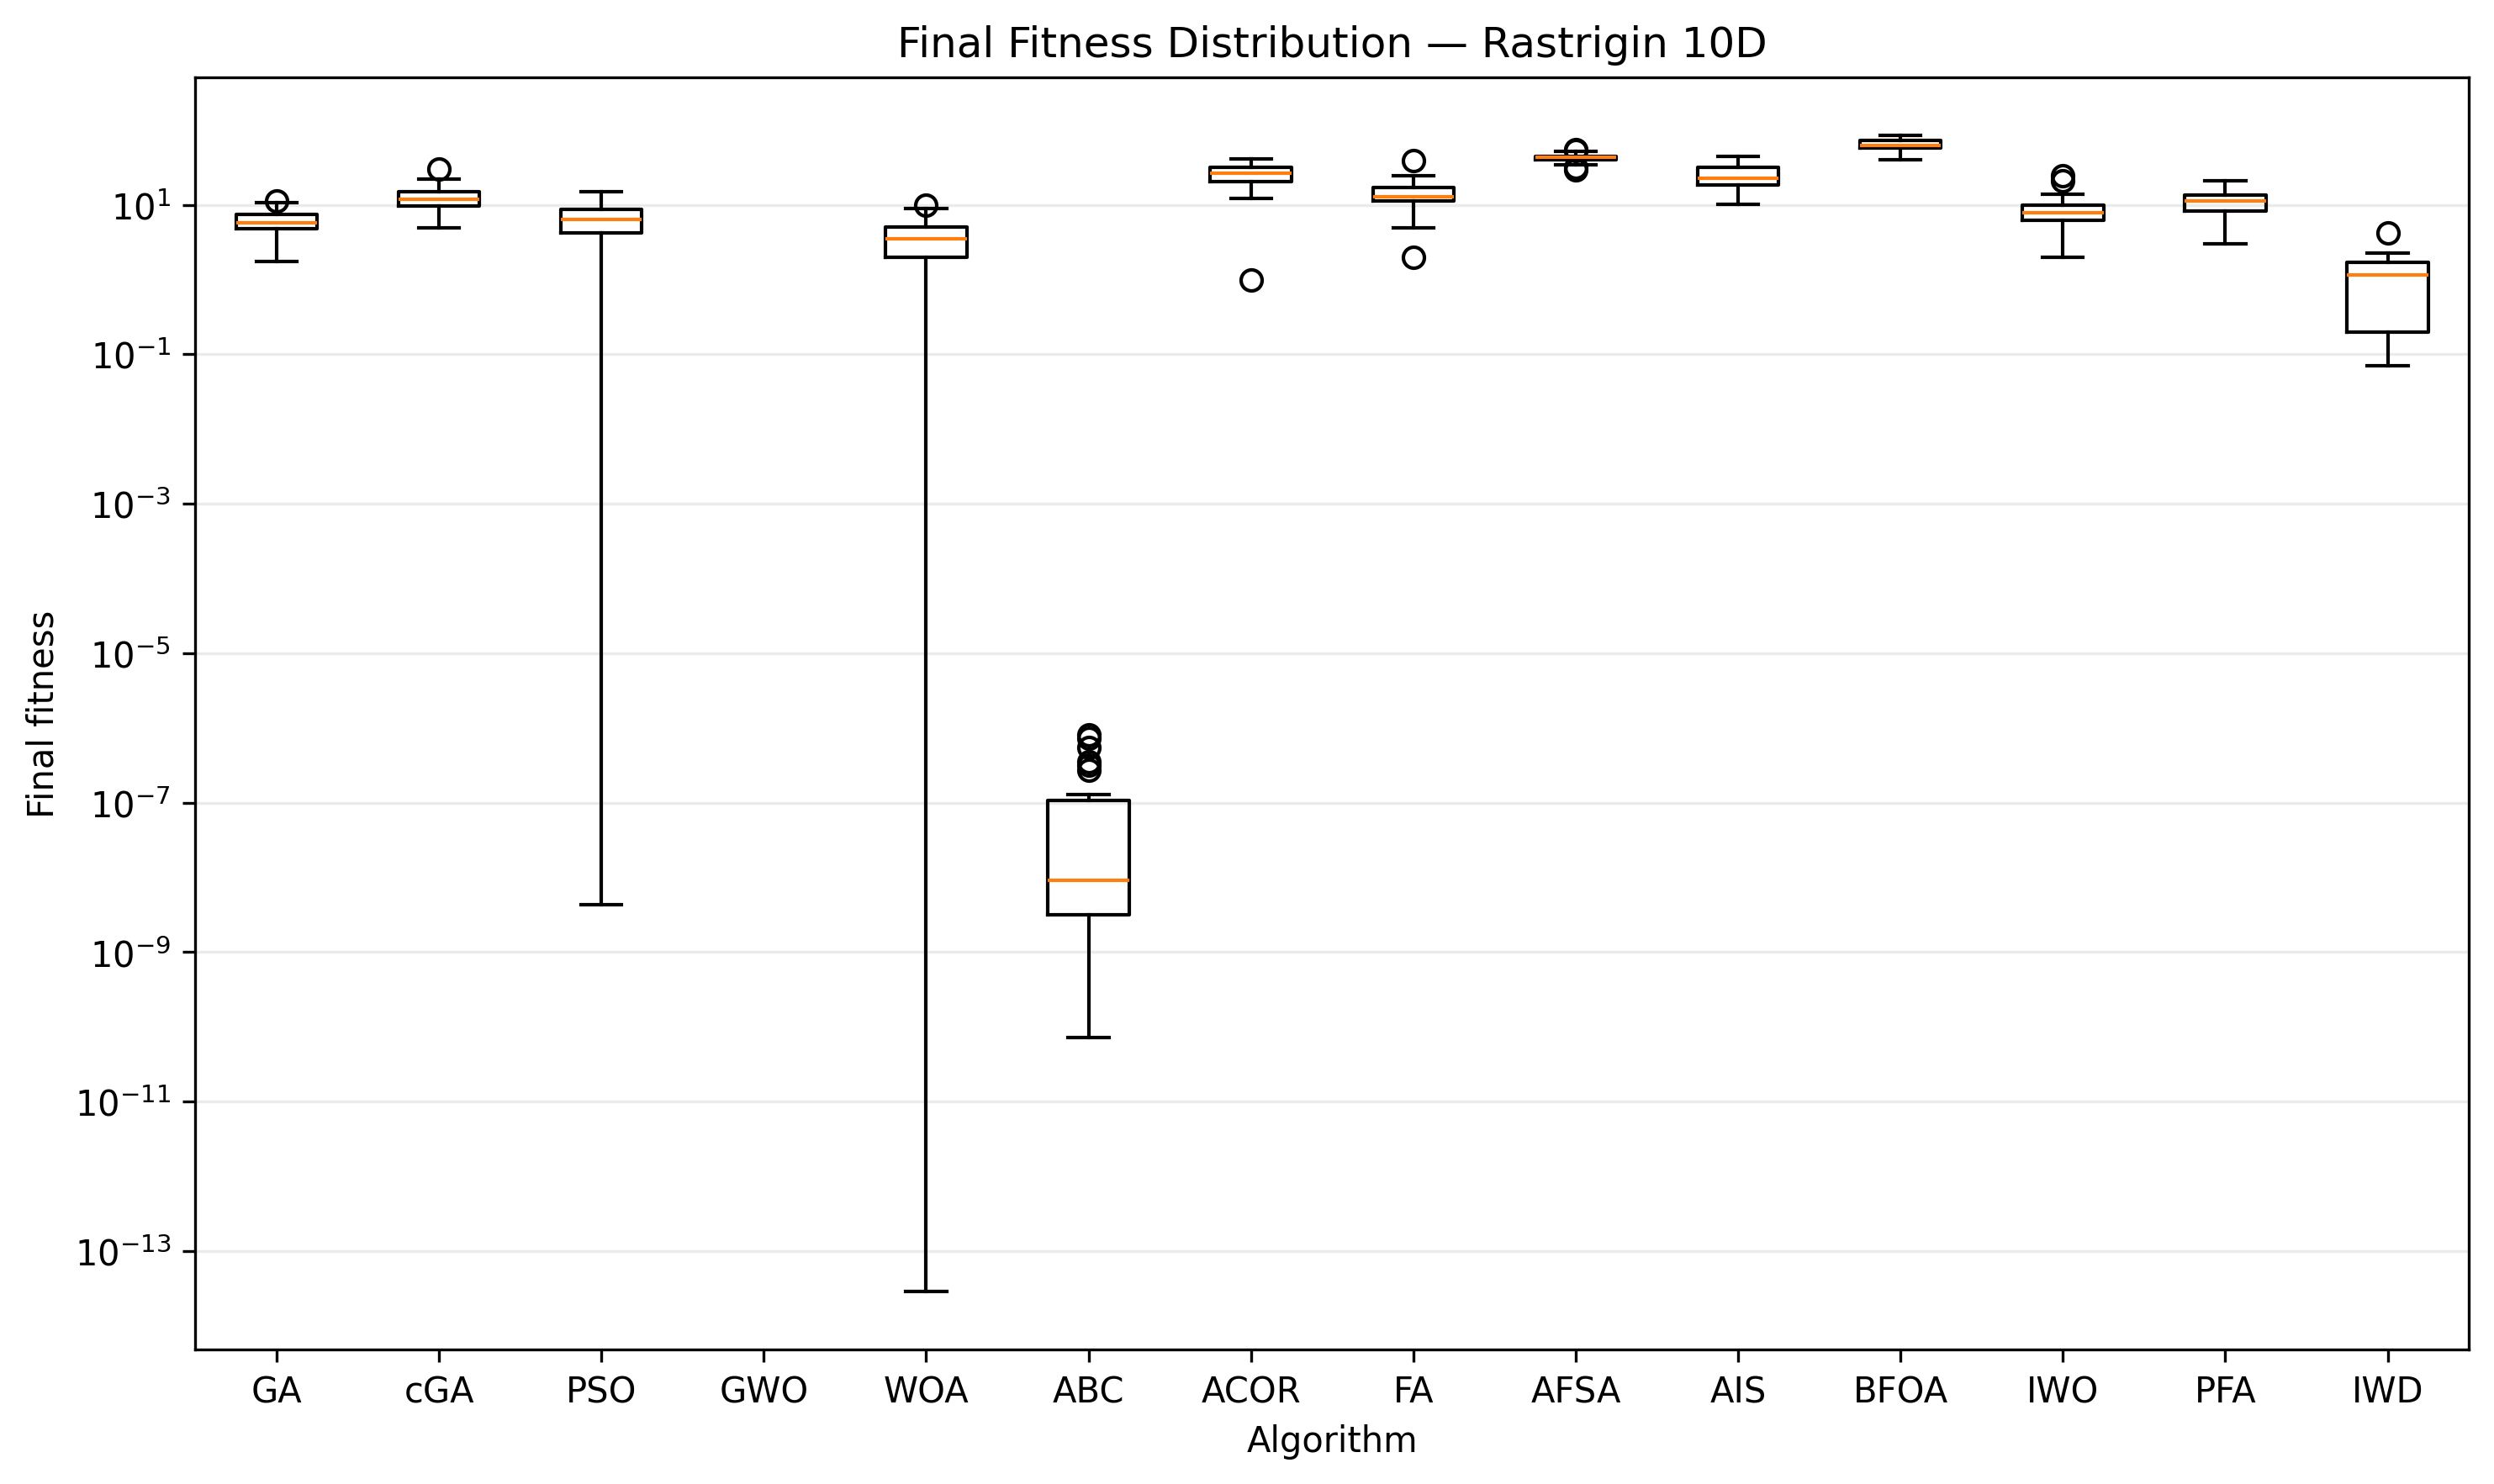 Final Fitness Distribution — Rastrigin 10D
Final fitness
10¹
10⁻¹
10⁻³
10⁻⁵
10⁻⁷
10⁻⁹
10⁻¹¹
10⁻¹³
GA cGA PSO GWO WOA ABC ACOR FA AFSA AIS BFOA IWO PFA IWD
Algorithm